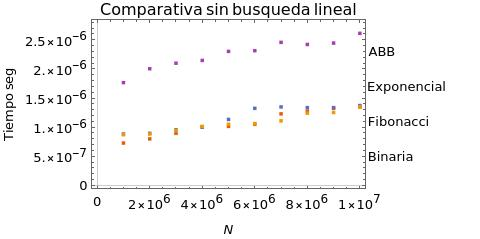 Comparativa sin busqueda lineal
2.5×10⁻⁶
2.×10⁻⁶
1.5×10⁻⁶
1.×10⁻⁶
5.×10⁻⁷
0
Tiempo seg
0
2×10⁶
4×10⁶
6×10⁶
8×10⁶
1×10⁷
N
ABB
Exponencial
Fibonacci
Binaria